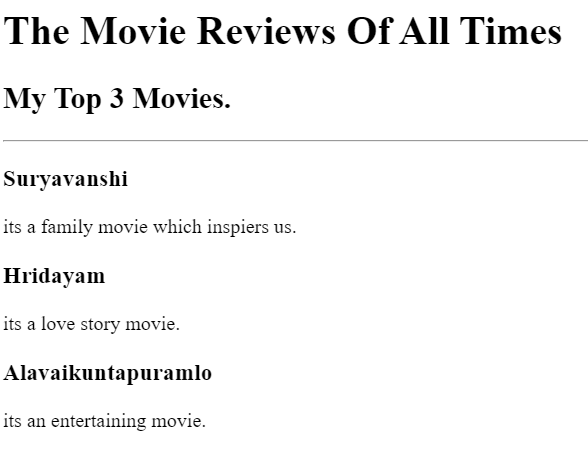 The Movie Reviews Of All Times
My Top 3 Movies.
Suryavanshi
its a family movie which inspiers us.
Hridayam
its a love story movie.
Alavaikuntapuramlo
its an entertaining movie.